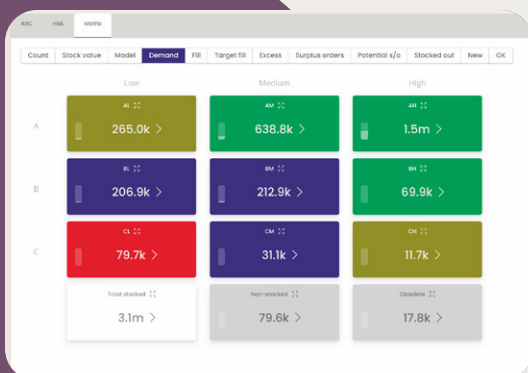 ABC HML Matrix
Count Stock value Model Demand Fill Target fill Excess Surplus orders Potential s/o Stocked out New OK
Low Medium High
AL AM AH
A 265.0k > 638.8k > 1.5m >
BL BM BH
B 206.9k > 212.9k > 69.9k >
CL CM CH
C 79.7k > 31.1k > 11.7k >
Total stocked Non-stocked Obsolete
3.1m > 79.6k > 17.8k >